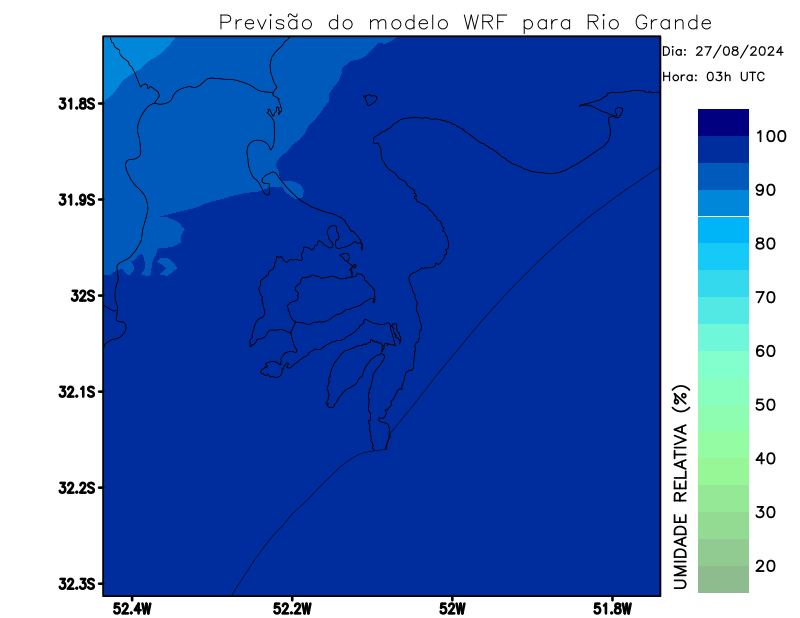 Previsão do modelo WRF para Rio Grande
Dia: 27/08/2024
Hora: 03h UTC
31.8S
31.9S
32S
32.1S
32.2S
32.3S
52.4W
52.2W
52W
51.8W
UMIDADE RELATIVA (%)
100
90
80
70
60
50
40
30
20